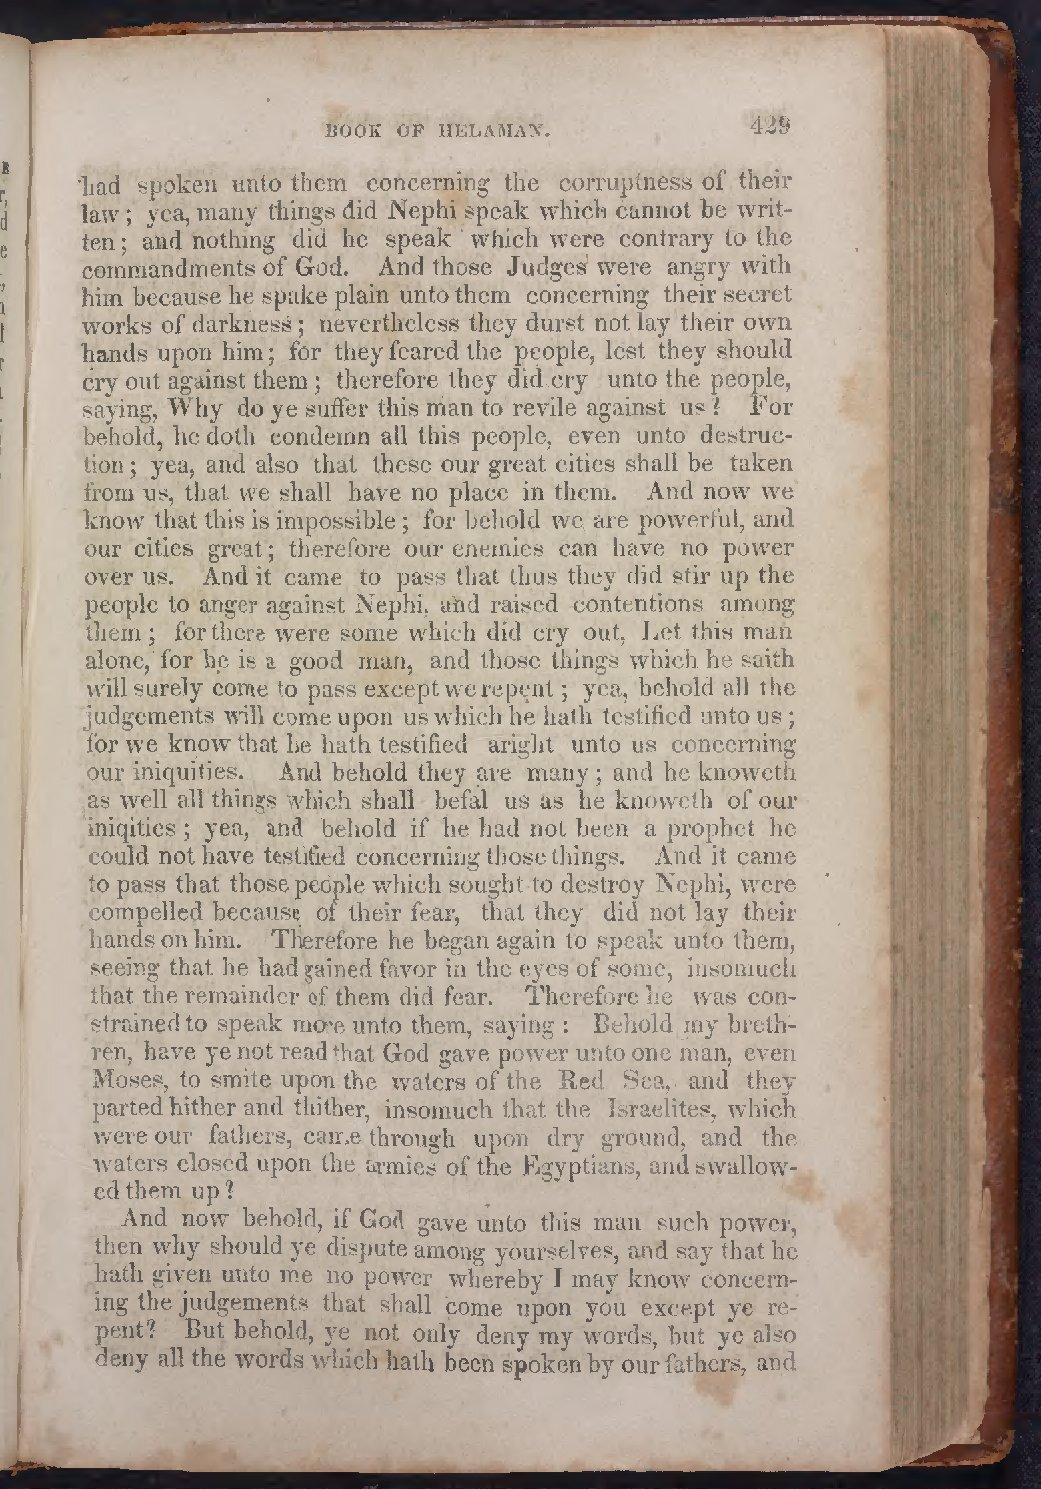 BOOK OF HELAMAN. 429
had spoken unto them concerning the corruptness of their
law; yea, many things did Nephi speak which cannot be writ-
ten; and nothing did he speak which were contrary to the
commandments of God. And those Judges were angry with
him because he spake plain unto them concerning their secret
works of darkness; nevertheless they durst not lay their own
hands upon him; for they feared the people, lest they should
cry out against them; therefore they did cry unto the people,
saying, Why do ye suffer this man to revile against us? For
behold, he doth condemn all this people, even unto destruc-
tion; yea, and also that these our great cities shall be taken
from us, that we shall have no place in them. And now we
know that this is impossible; for behold we are powerful, and
our cities great; therefore our enemies can have no power
over us. And it came to pass that thus they did stir up the
people to anger against Nephi, and raised contentions among
them; for there were some which did cry out, Let this man
alone, for he is a good man, and those things which he saith
will surely come to pass except we repent; yea, behold all the
judgements will come upon us which he hath testified unto us;
for we know that he hath testified aright unto us concerning
our iniquities. And behold they are many; and he knoweth
as well all things which shall befal us as he knoweth of our
iniqities; yea, and behold if he had not been a prophet he
could not have testified concerning those things. And it came
to pass that those people which sought to destroy Nephi, were
compelled because of their fear, that they did not lay their
hands on him. Therefore he began again to speak unto them,
seeing that he had gained favor in the eyes of some, insomuch
that the remainder of them did fear. Therefore he was con-
strained to speak more unto them, saying: Behold my breth-
ren, have ye not read that God gave power unto one man, even
Moses, to smite upon the waters of the Red Sea, and they
parted hither and thither, insomuch that the Israelites, which
were our fathers, came through upon dry ground, and the
waters closed upon the armies of the Egyptians, and swallow-
ed them up?
And now behold, if God gave unto this man such power,
then why should ye dispute among yourselves, and say that he
hath given unto me no power whereby I may know concern-
ing the judgements that shall come upon you except ye re-
pent? But behold, ye not only deny my words, but ye also
deny all the words which hath been spoken by our fathers, and